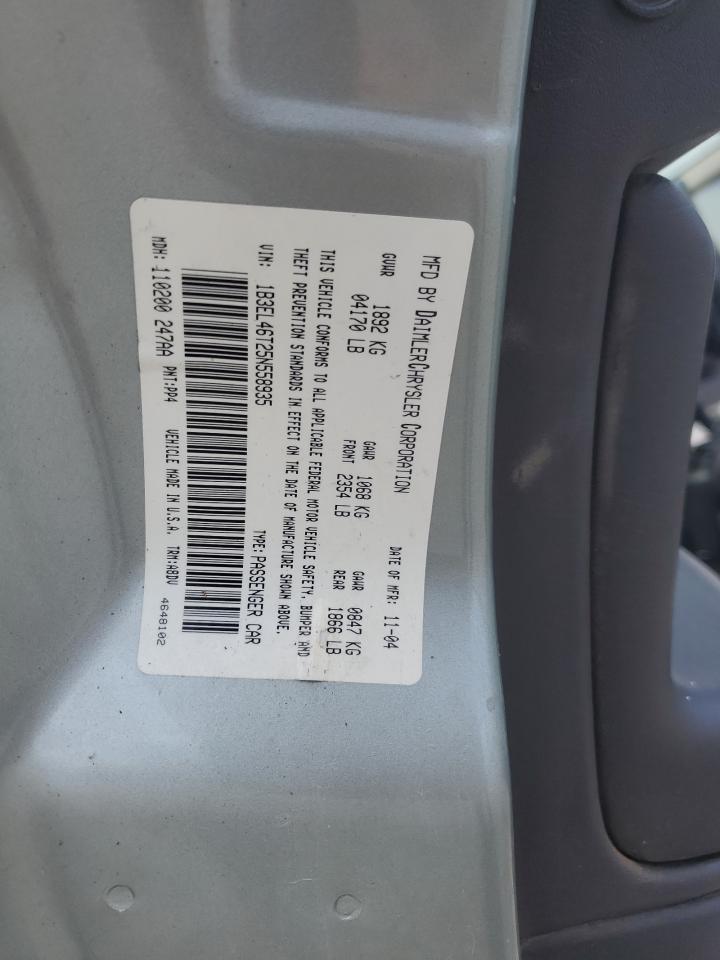 MFD BY DAIMLERCHRYSLER CORPORATION DATE OF MFR: 11-04
GVWR 1892 KG GAWR 1068 KG GAWR 0847 KG
04170 LB FRONT 2354 LB REAR 1866 LB
THIS VEHICLE CONFORMS TO ALL APPLICABLE FEDERAL MOTOR VEHICLE SAFETY, BUMPER AND
THEFT PREVENTION STANDARDS IN EFFECT ON THE DATE OF MANUFACTURE SHOWN ABOVE.
VIN: 1B3EL46T25N558935 TYPE: PASSENGER CAR
MDH: 110200 247AA PNT:PP4 VEHICLE MADE IN U.S.A. TRM:A8DV 4648102